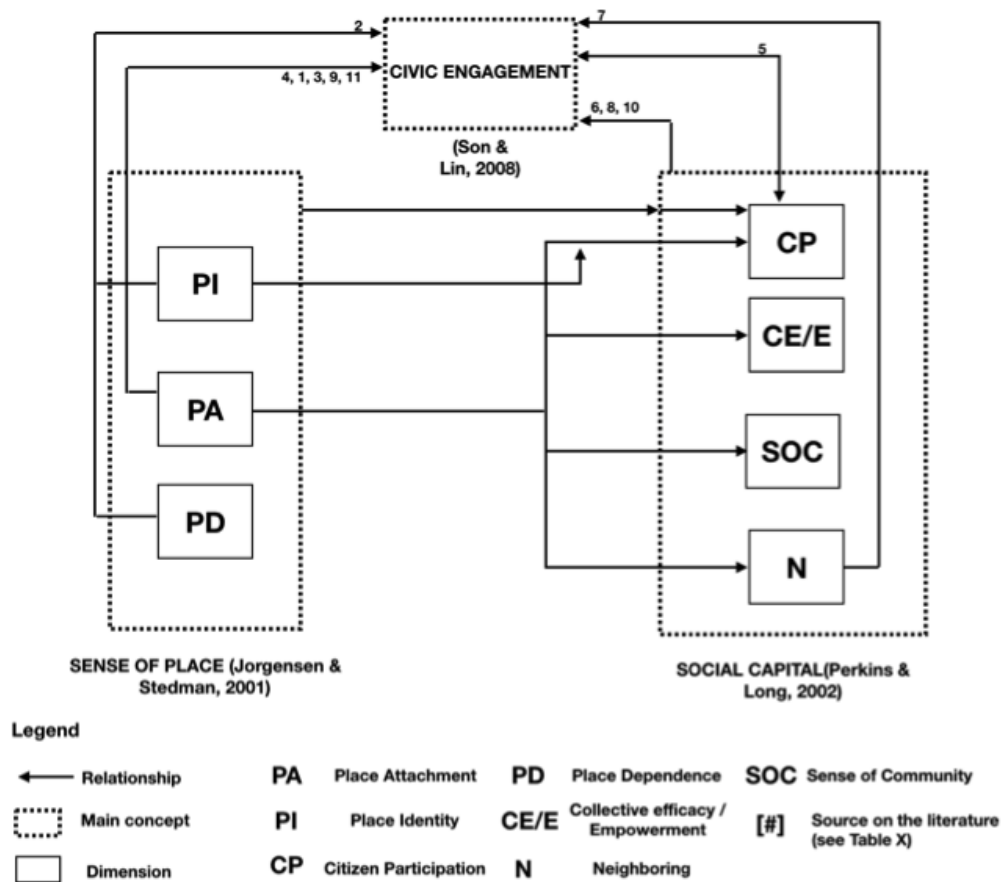 2
7
CIVIC ENGAGEMENT
5
4, 1, 3, 9, 11
6, 8, 10
(Son &
Lin, 2008)
PI
PA
PD
CP
CE/E
SOC
N
SENSE OF PLACE (Jorgensen &
Stedman, 2001)
SOCIAL CAPITAL(Perkins &
Long, 2002)
Legend
Relationship
PA Place Attachment
PD Place Dependence
SOC Sense of Community
Main concept
PI Place Identity
CE/E Collective efficacy /
Empowerment
[#] Source on the literature
(see Table X)
Dimension
CP Citizen Participation
N Neighboring